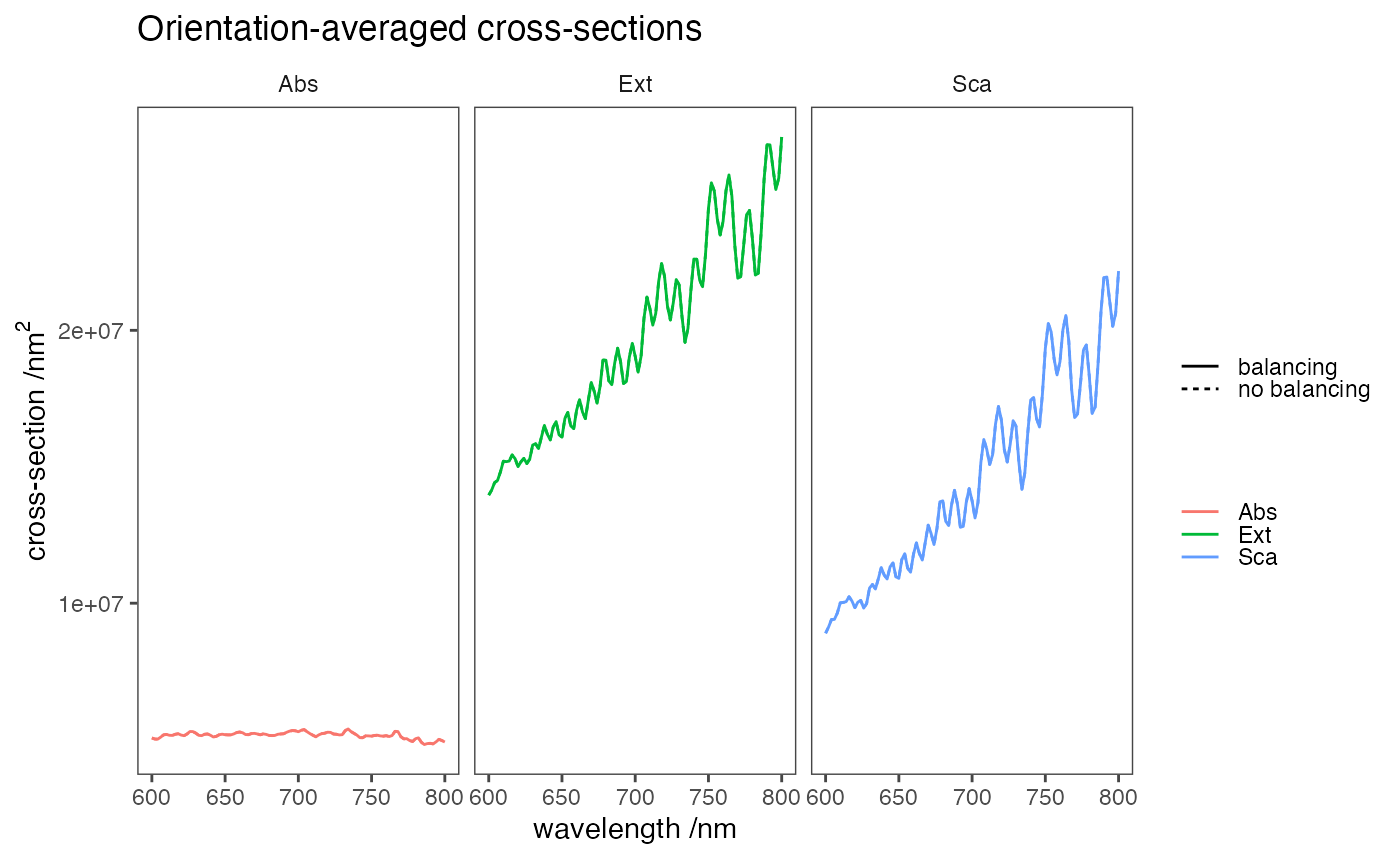 Orientation-averaged cross-sections
Abs Ext Sca
cross-section /nm²
2e+07
1e+07
600 650 700 750 800 600 650 700 750 800 600 650 700 750 800
wavelength /nm
balancing
no balancing
Abs
Ext
Sca